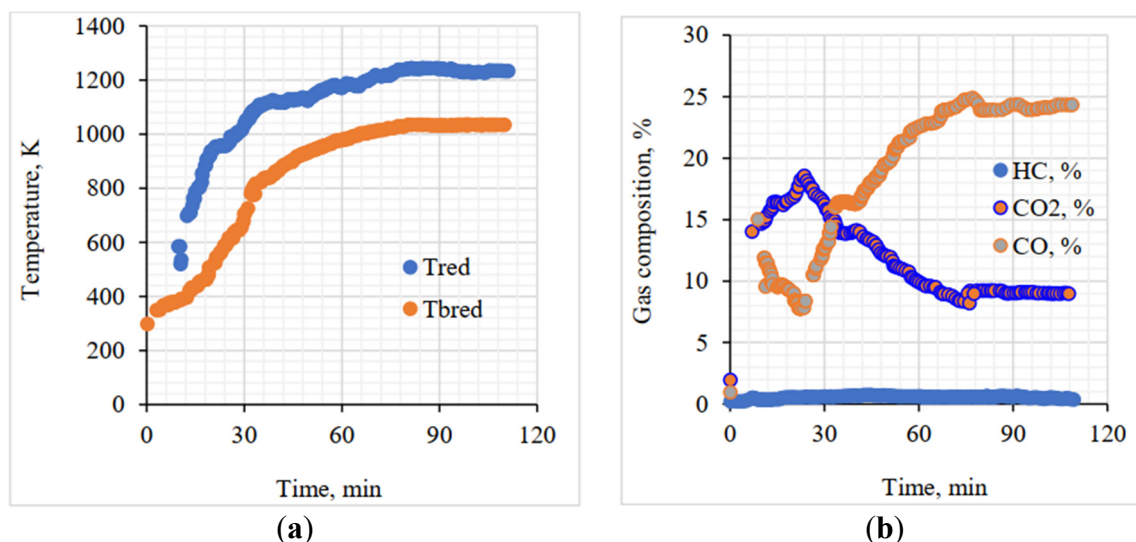 1400
1200
1000
800
600
400
200
0
Temperature, K
Tred
Tbred
0 30 60 90 120
Time, min
(a)
30
25
20
15
10
5
0
Gas composition, %
HC, %
CO2, %
CO, %
0 30 60 90 120
Time, min
(b)